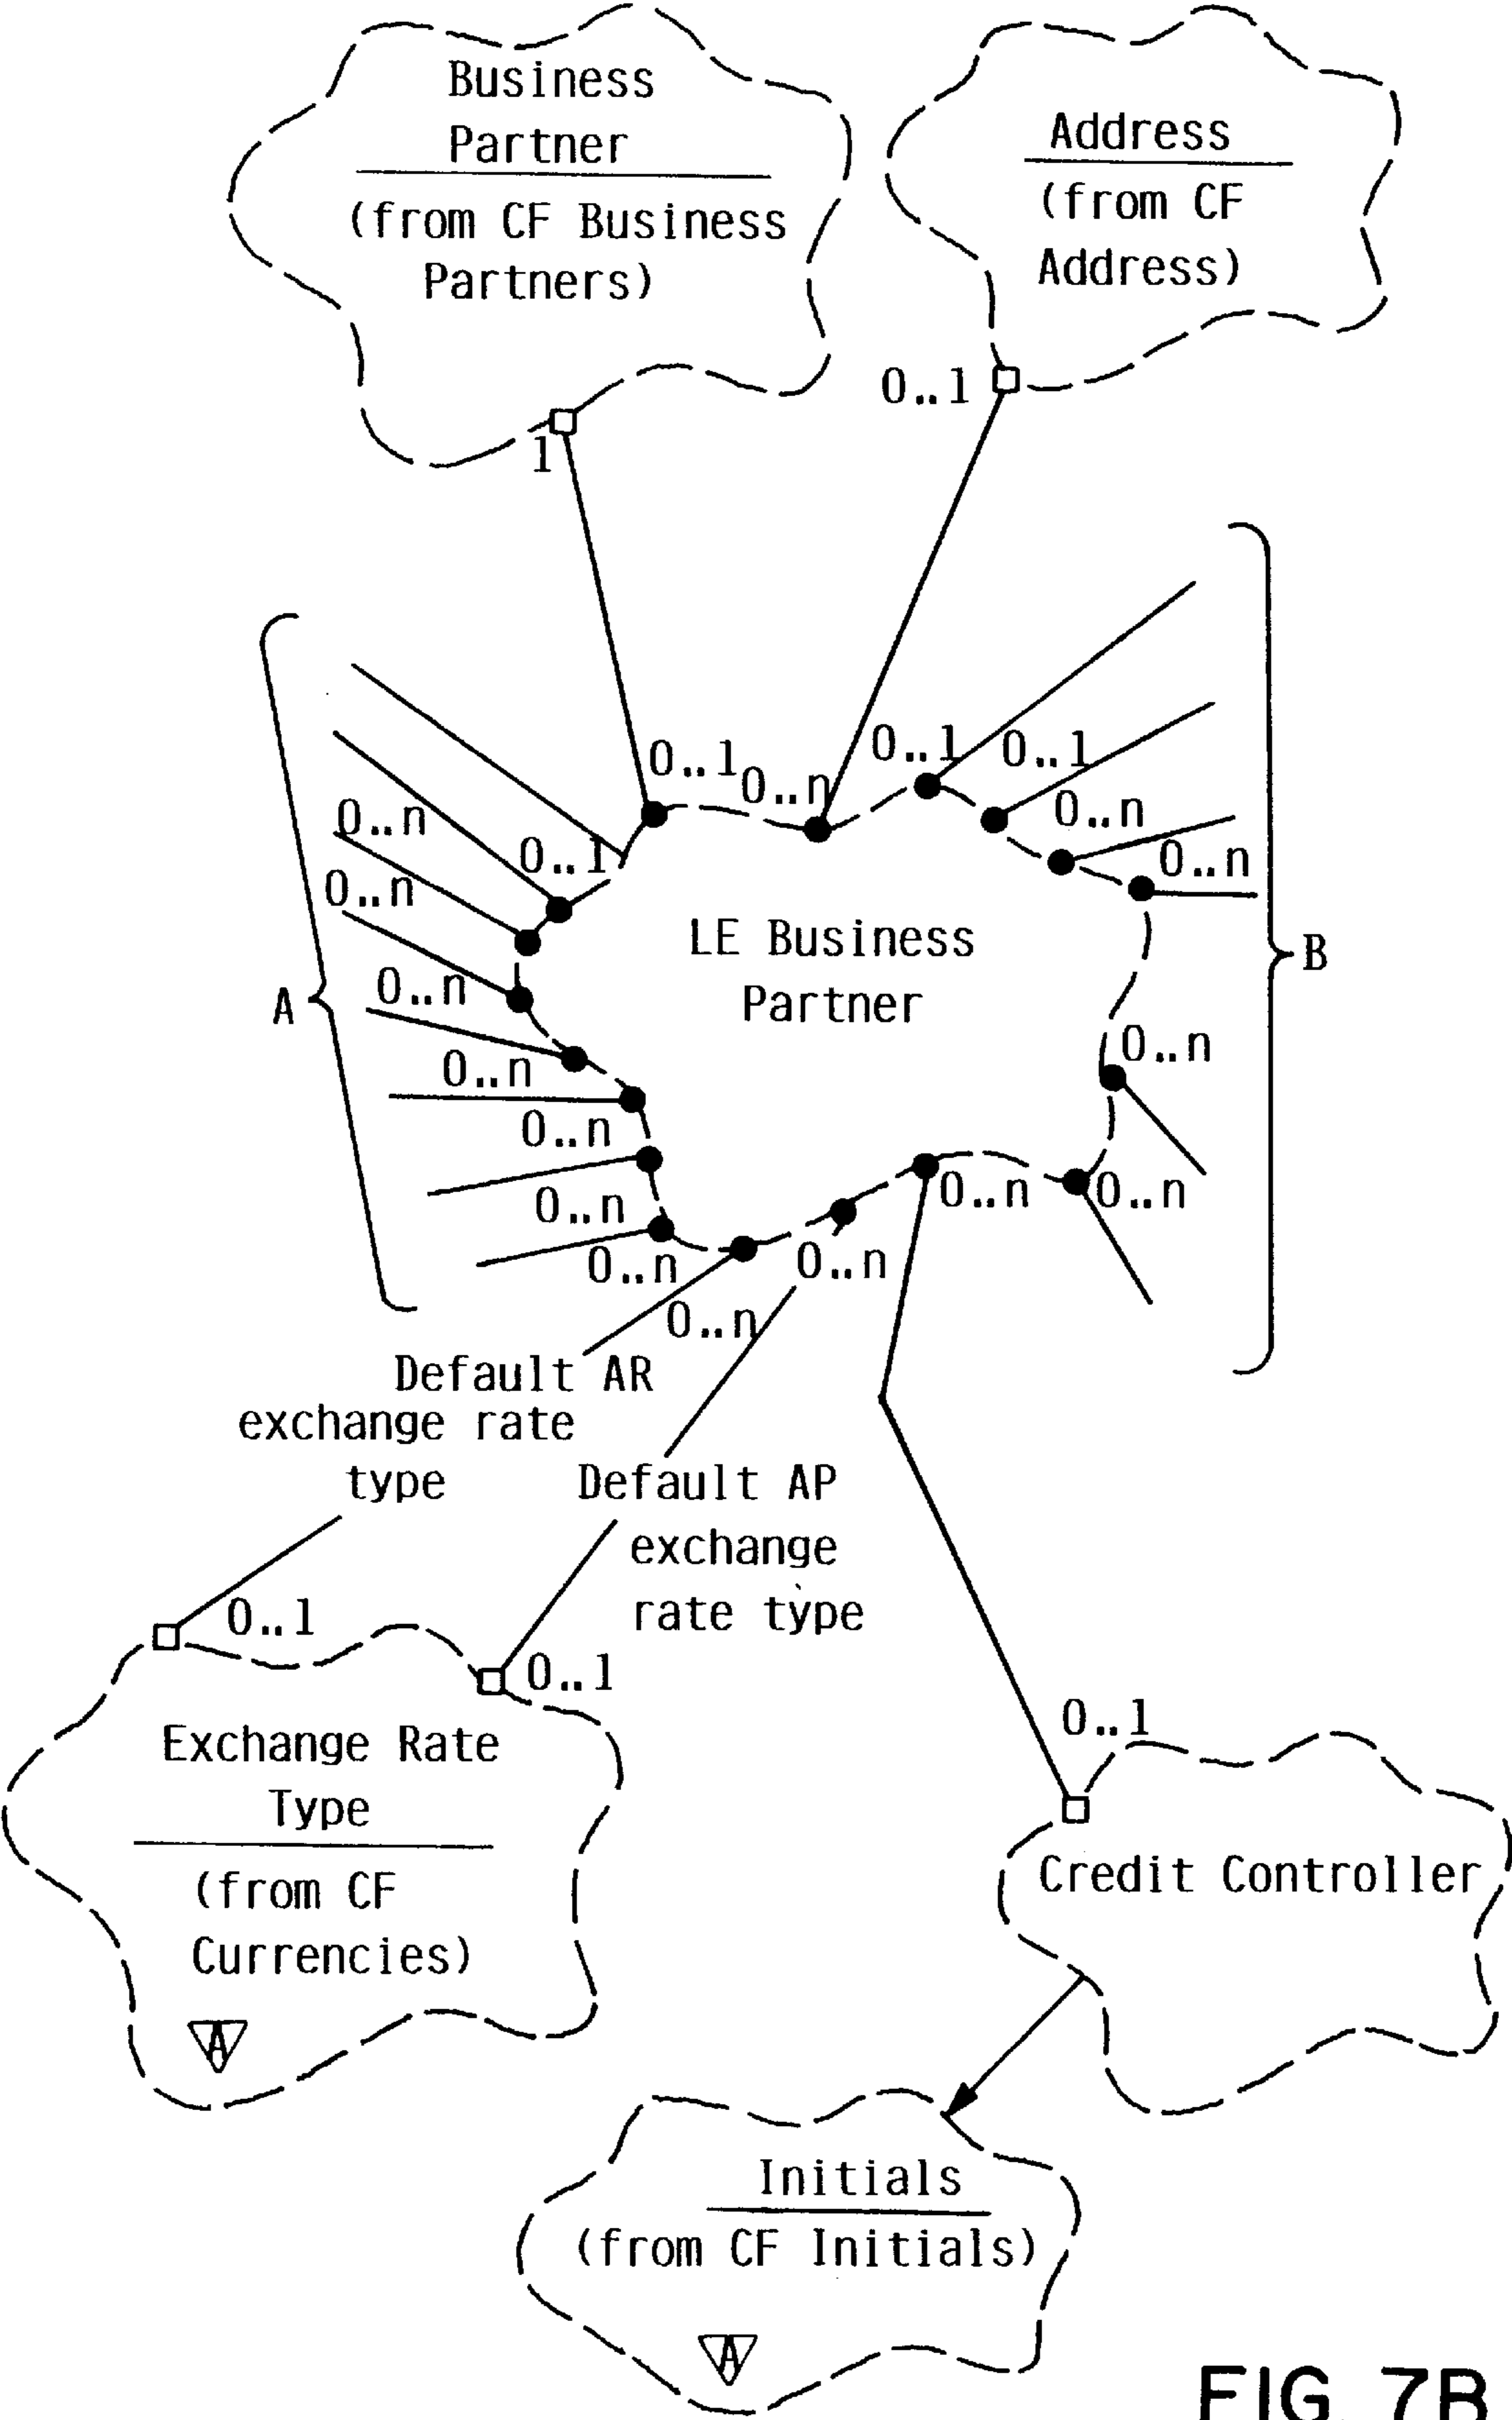 Business
Partner
(from CF Business
Partners)
Address
(from CF
Address)
0..1
1
0..1
0..n
0..1
0..1
0..n
0..n
0..n
0..1
0..n
LE Business
Partner
A
B
0..n
0..n
0..n
0..n
0..n
0..n
0..n
0..n
0..n
0..n
Default AR
exchange rate
type
Default AP
exchange
rate type
0..1
0..1
0..1
Exchange Rate
Type
(from CF
Currencies)
A
Credit Controller
Initials
(from CF Initials)
A
FIG. 7B